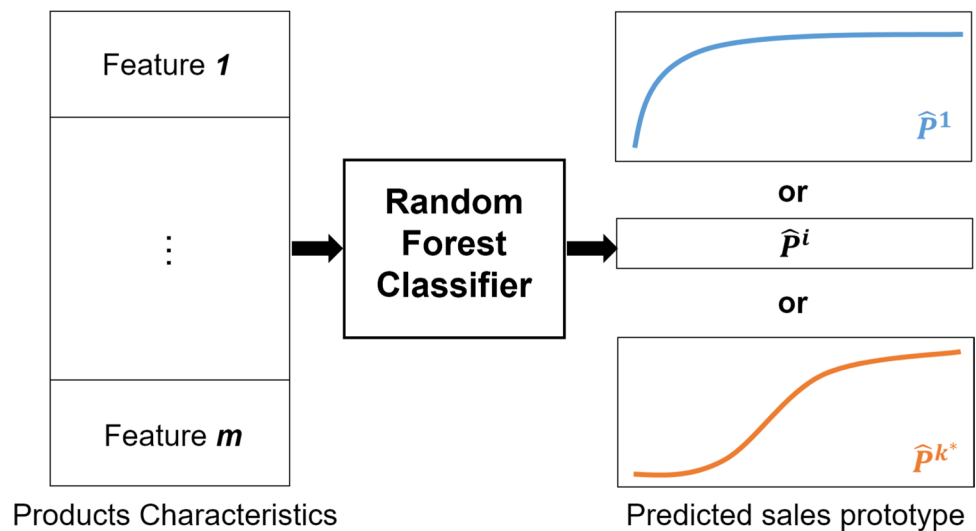 Feature 1
⋮
Feature m
Products Characteristics
Random
Forest
Classifier
P̂¹
or
P̂ⁱ
or
P̂ᵏ*
Predicted sales prototype